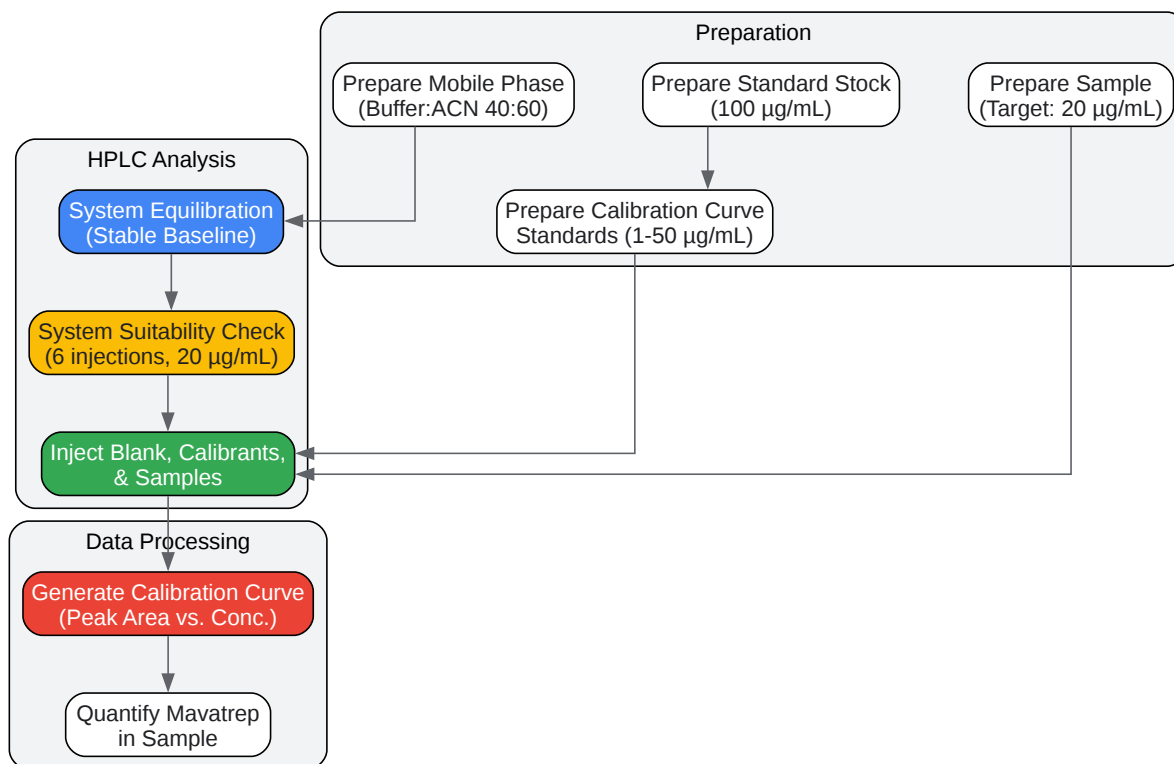 Preparation
Prepare Mobile Phase
(Buffer:ACN 40:60)
Prepare Standard Stock
(100 µg/mL)
Prepare Sample
(Target: 20 µg/mL)
Prepare Calibration Curve
Standards (1-50 µg/mL)
HPLC Analysis
System Equilibration
(Stable Baseline)
System Suitability Check
(6 injections, 20 µg/mL)
Inject Blank, Calibrants,
& Samples
Data Processing
Generate Calibration Curve
(Peak Area vs. Conc.)
Quantify Mavatrep
in Sample